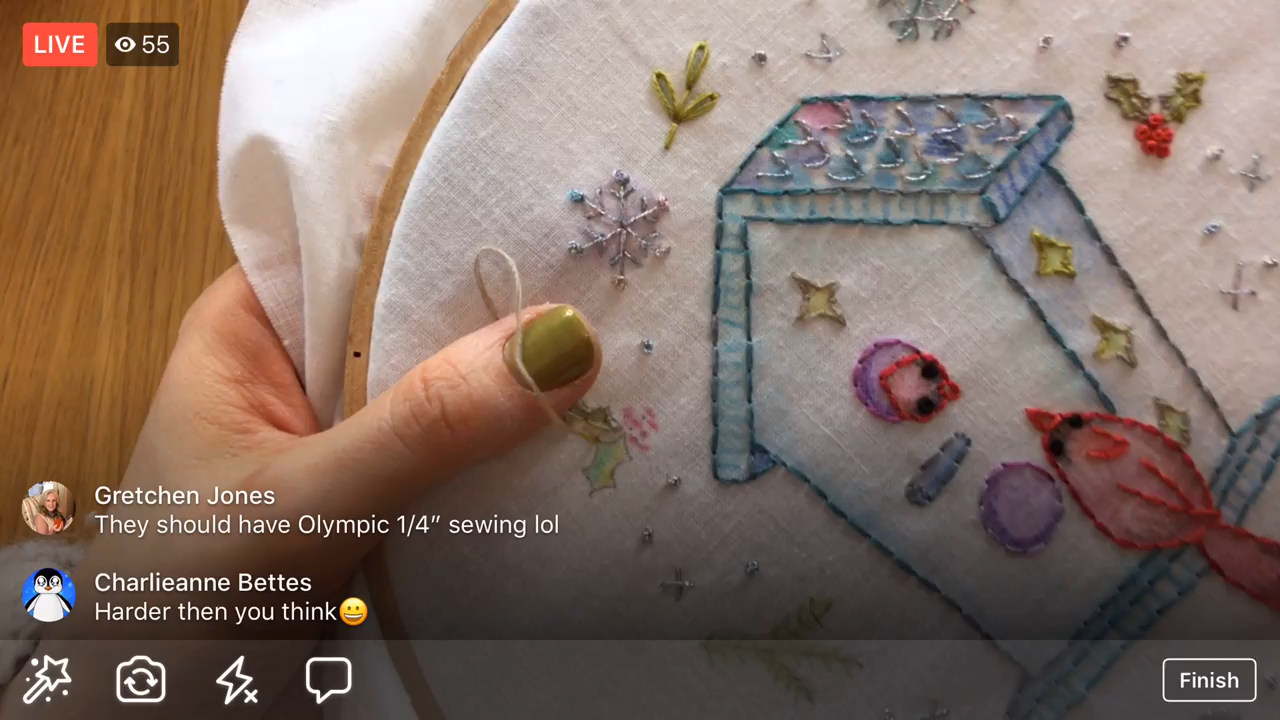 LIVE 55
Gretchen Jones
They should have Olympic 1/4” sewing lol
Charlieanne Bettes
Harder then you think😀
Finish